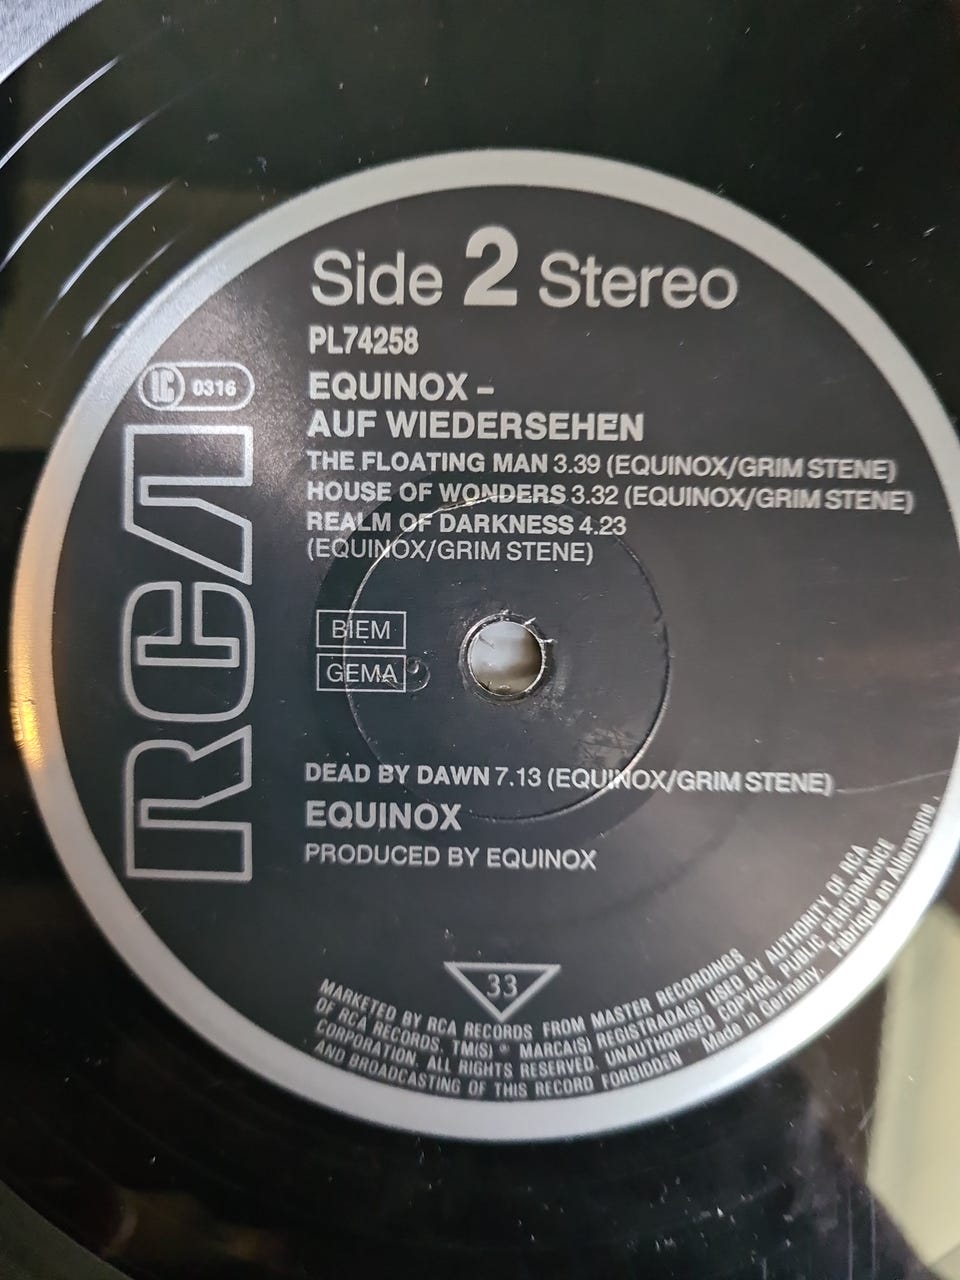 Side 2 Stereo
PL74258
LC 0316
EQUINOX –
AUF WIEDERSEHEN
THE FLOATING MAN 3.39 (EQUINOX/GRIM STENE)
HOUSE OF WONDERS 3.32 (EQUINOX/GRIM STENE)
REALM OF DARKNESS 4.23
(EQUINOX/GRIM STENE)
RCA
BIEM
GEMA
DEAD BY DAWN 7.13 (EQUINOX/GRIM STENE)
EQUINOX
PRODUCED BY EQUINOX
33
MARKETED BY RCA RECORDS FROM MASTER RECORDINGS
OF RCA RECORDS, TM(S) ® MARCA(S) REGISTRADA(S) USED BY AUTHORITY OF RCA
CORPORATION. ALL RIGHTS RESERVED. UNAUTHORISED COPYING, PUBLIC PERFORMANCE
AND BROADCASTING OF THIS RECORD FORBIDDEN Made in Germany. Fabriqué en Allemagne.